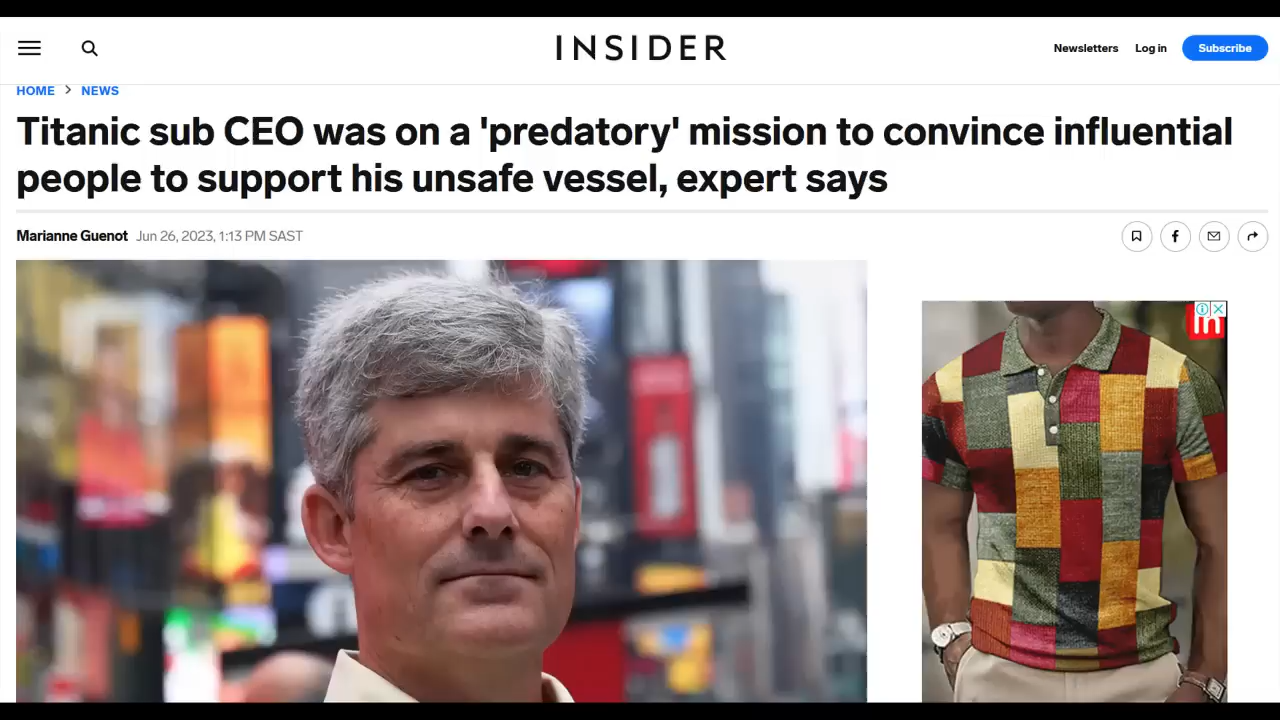 INSIDER
Newsletters
Log in
Subscribe
HOME > NEWS
Titanic sub CEO was on a 'predatory' mission to convince influential
people to support his unsafe vessel, expert says
Marianne Guenot Jun 26, 2023, 1:13 PM SAST
in